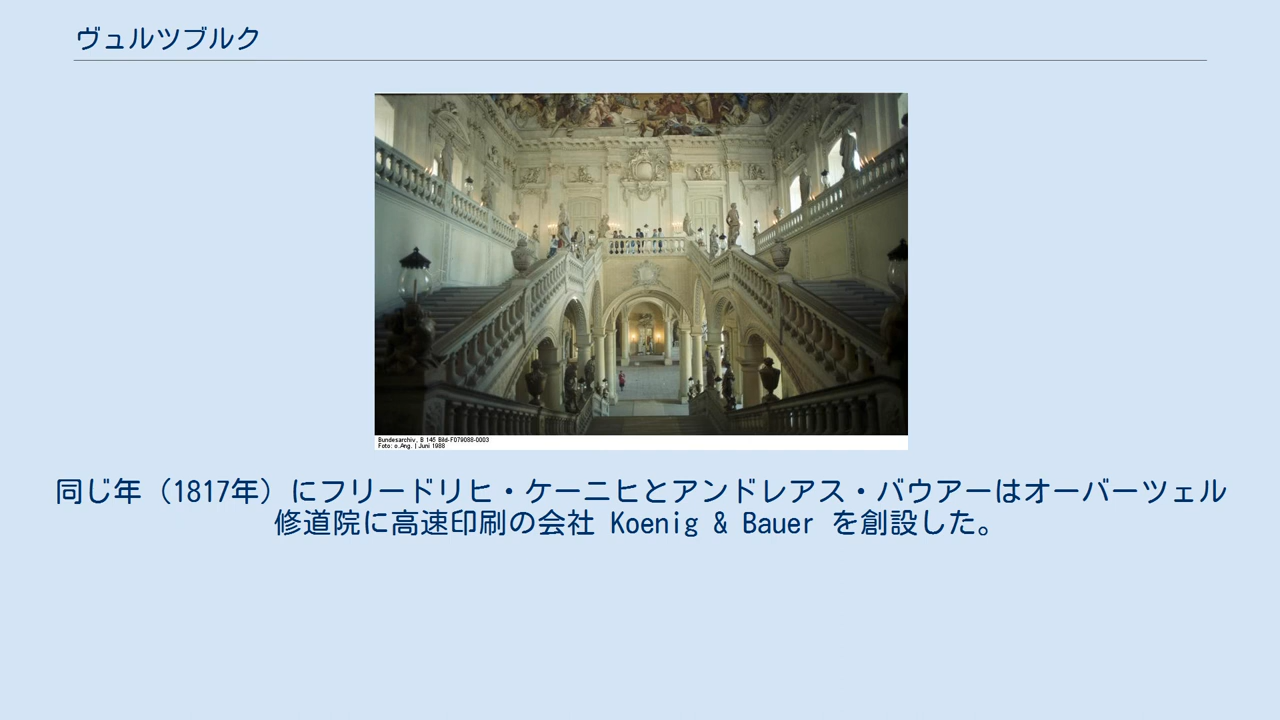 ヴュルツブルク
Bundesarchiv, B 145 Bild-F079088-0003
Foto: o.Ang. | Juni 1988
同じ年（1817年）にフリードリヒ・ケーニヒとアンドレアス・バウアーはオーバーツェル
修道院に高速印刷の会社 Koenig & Bauer を創設した。